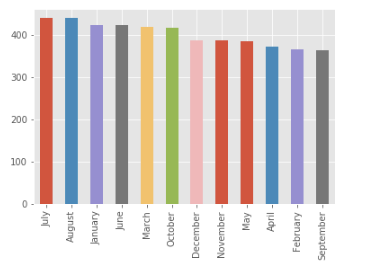 400
300
200
100
0
July
August
January
June
March
October
December
November
May
April
February
September